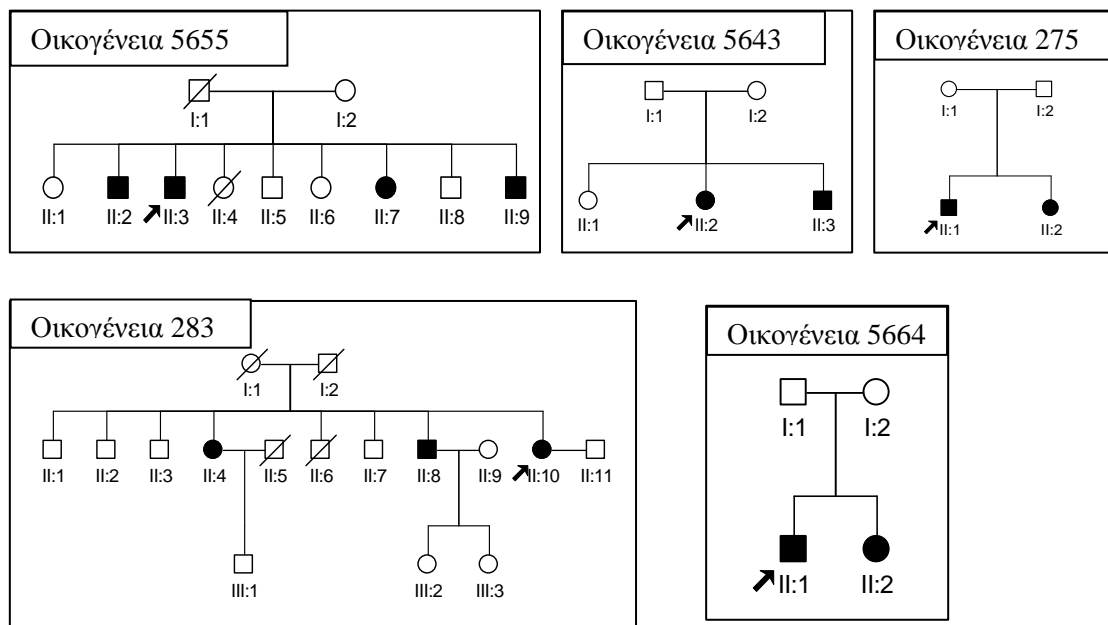 Οικογένεια 5655
I:1 I:2
II:1 II:2 II:3 II:4 II:5 II:6 II:7 II:8 II:9
Οικογένεια 5643
I:1 I:2
II:1 II:2 II:3
Οικογένεια 275
I:1 I:2
II:1 II:2
Οικογένεια 283
I:1 I:2
II:1 II:2 II:3 II:4 II:5 II:6 II:7 II:8 II:9 II:10 II:11
III:1 III:2 III:3
Οικογένεια 5664
I:1 I:2
II:1 II:2